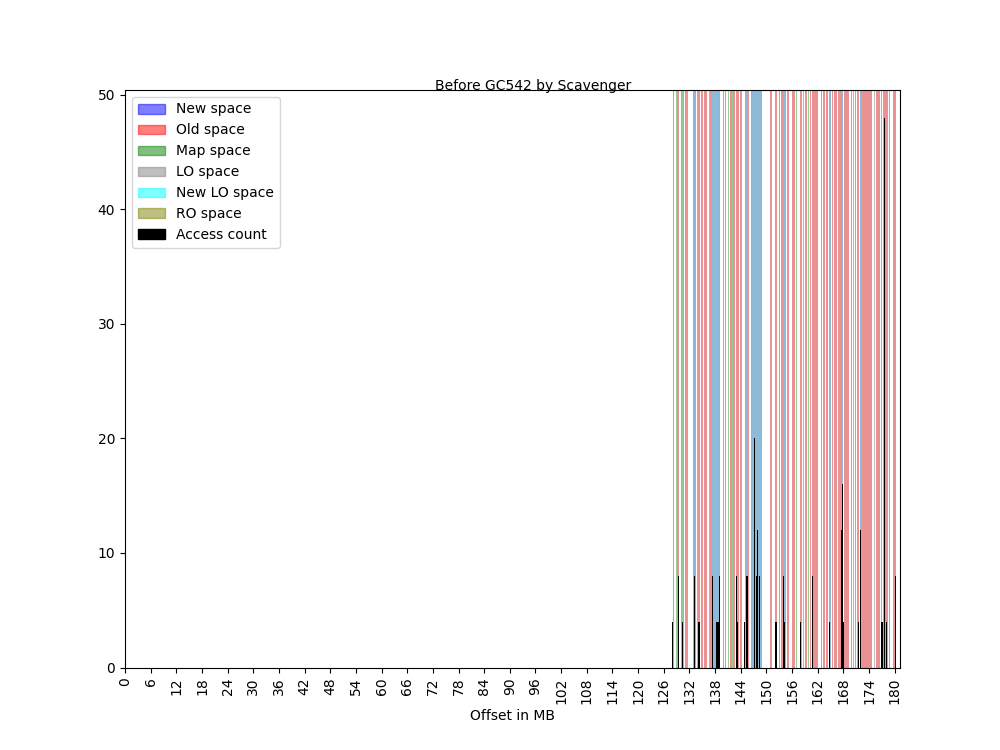 Before GC542 by Scavenger
50
40
30
20
10
0
New space
Old space
Map space
LO space
New LO space
RO space
Access count
0 6 12 18 24 30 36 42 48 54 60 66 72 78 84 90 96 102 108 114 120 126 132 138 144 150 156 162 168 174 180
Offset in MB